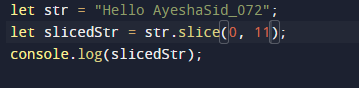 let str = "Hello AyeshaSid_072";
let slicedStr = str.slice(0, 11);
console.log(slicedStr);